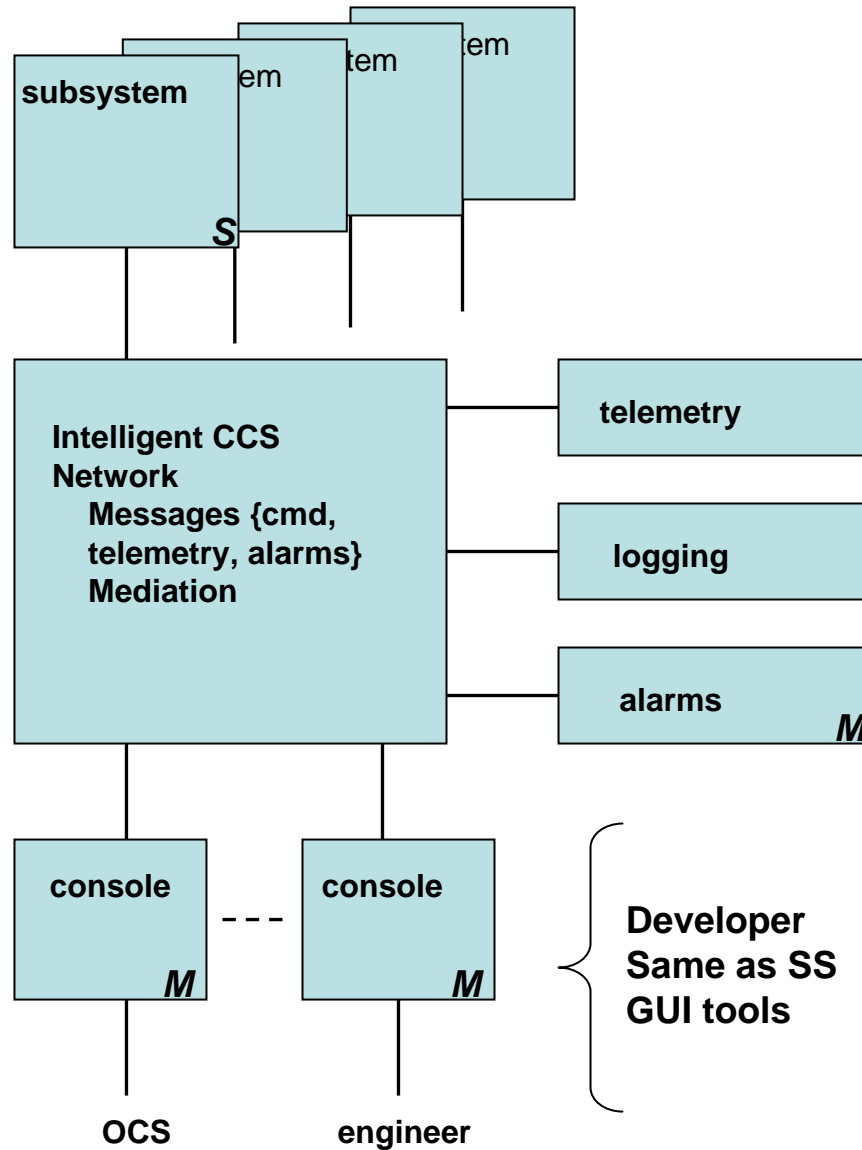 subsystem
em
tem
tem
S
Intelligent CCS
Network
Messages {cmd,
telemetry, alarms}
Mediation
telemetry
logging
alarms
M
console
M
console
M
Developer
Same as SS
GUI tools
OCS
engineer